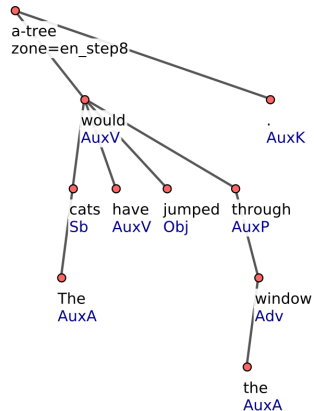 a-tree
zone=en_step8
would
AuxV
.
AuxK
cats
Sb
have
AuxV
jumped
Obj
through
AuxP
The
AuxA
window
Adv
the
AuxA